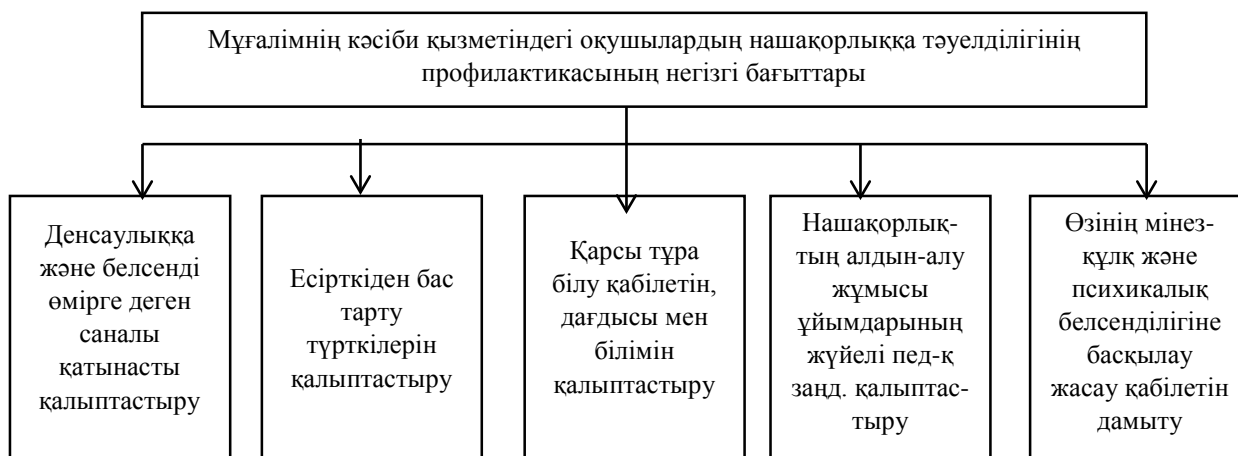 Мұғалімнің кәсіби қызметіндегі оқушылардың нашақорлыққа тәуелділігінің
профилактикасының негізгі бағыттары
Денсаулыққа
және белсенді
өмірге деген
саналы
қатынасты
қалыптастыру
Есірткіден бас
тарту
түрткілерін
қалыптастыру
Қарсы тұра
білу қабілетін,
дағдысы мен
білімін
қалыптастыру
Нашақорлық-
тың алдын-алу
жұмысы
ұйымдарының
жүйелі пед-қ
заңд. қалыптас-
тыру
Өзінің мінез-
құлқ және
психикалық
белсенділігіне
басқылау
жасау қабілетін
дамыту